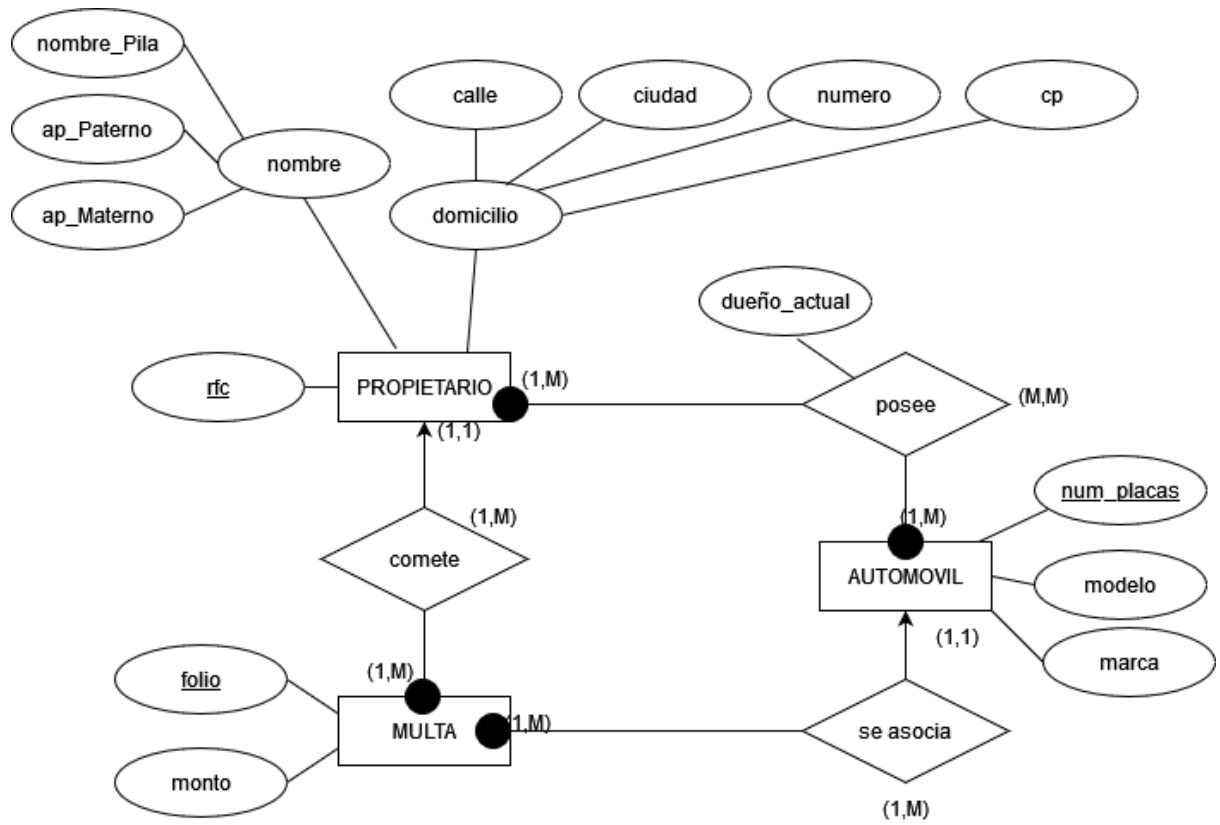 nombre_Pila
calle
ciudad
numero
cp
ap_Paterno
nombre
ap_Materno
domicilio
dueño_actual
rfc
PROPIETARIO
(1,M)
posee
(M,M)
(1,1)
num_placas
(1,M)
(1,M)
comete
AUTOMOVIL
modelo
(1,1)
marca
(1,M)
folio
MULTA
(1,M)
se asocia
monto
(1,M)